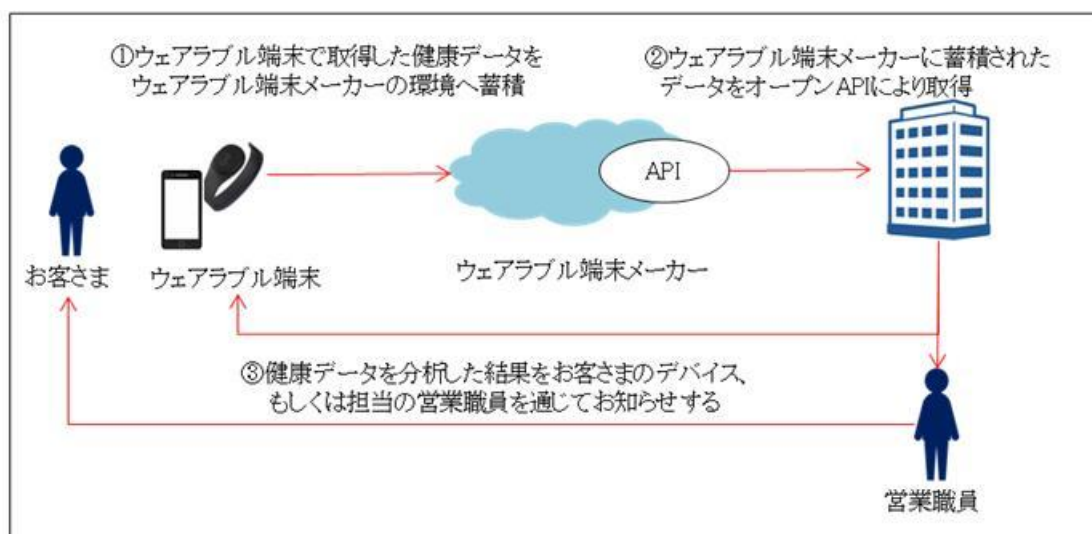 ①ウェアラブル端末で取得した健康データを
ウェアラブル端末メーカーの環境へ蓄積
②ウェアラブル端末メーカーに蓄積された
データをオープンAPIにより取得
API
お客さま
ウェアラブル端末
ウェアラブル端末メーカー
③健康データを分析した結果をお客さまのデバイス、
もしくは担当の営業職員を通じてお知らせする
営業職員